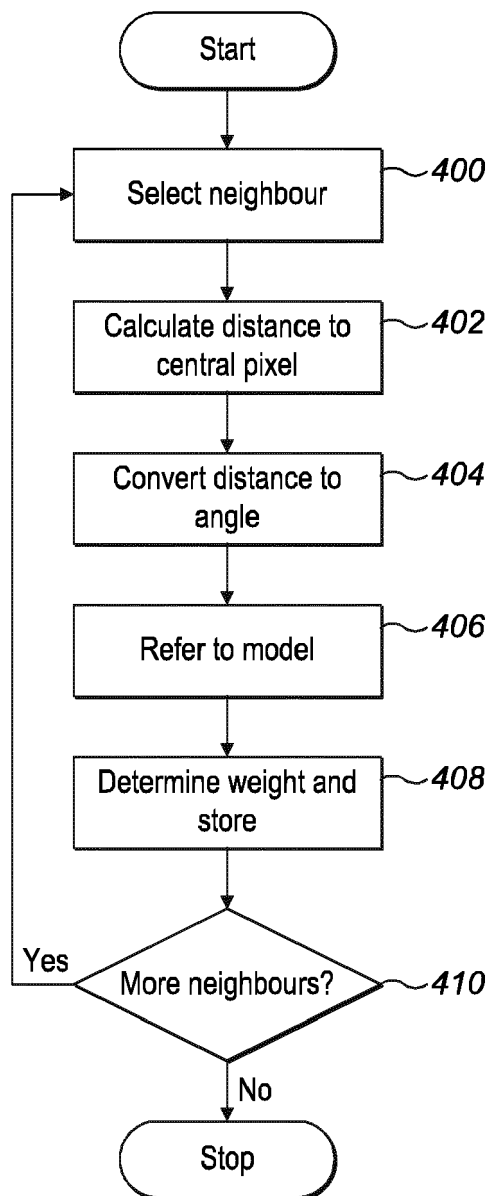 Start
Select neighbour
400
Calculate distance to
central pixel
402
Convert distance to
angle
404
Refer to model
406
Determine weight and
store
408
More neighbours?
410
Yes
No
Stop